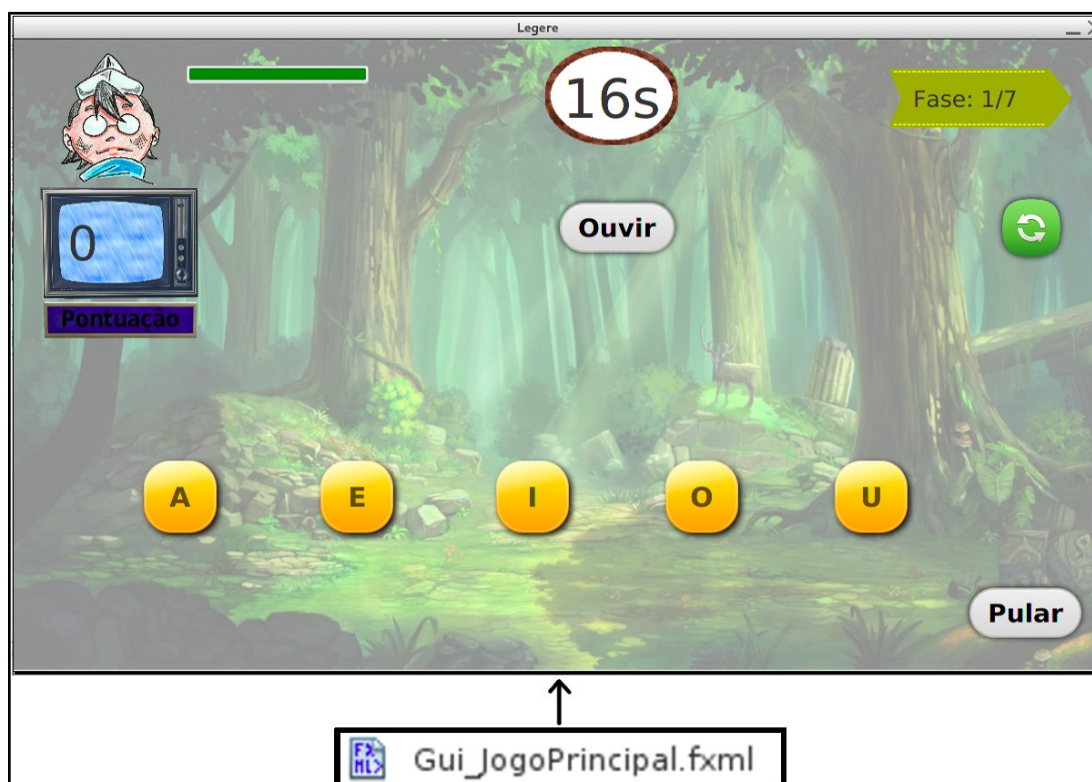 Legere
16s
Fase: 1/7
Ouvir
0
Pontuação
A E I O U
Pular
Gui_JogoPrincipal.fxml